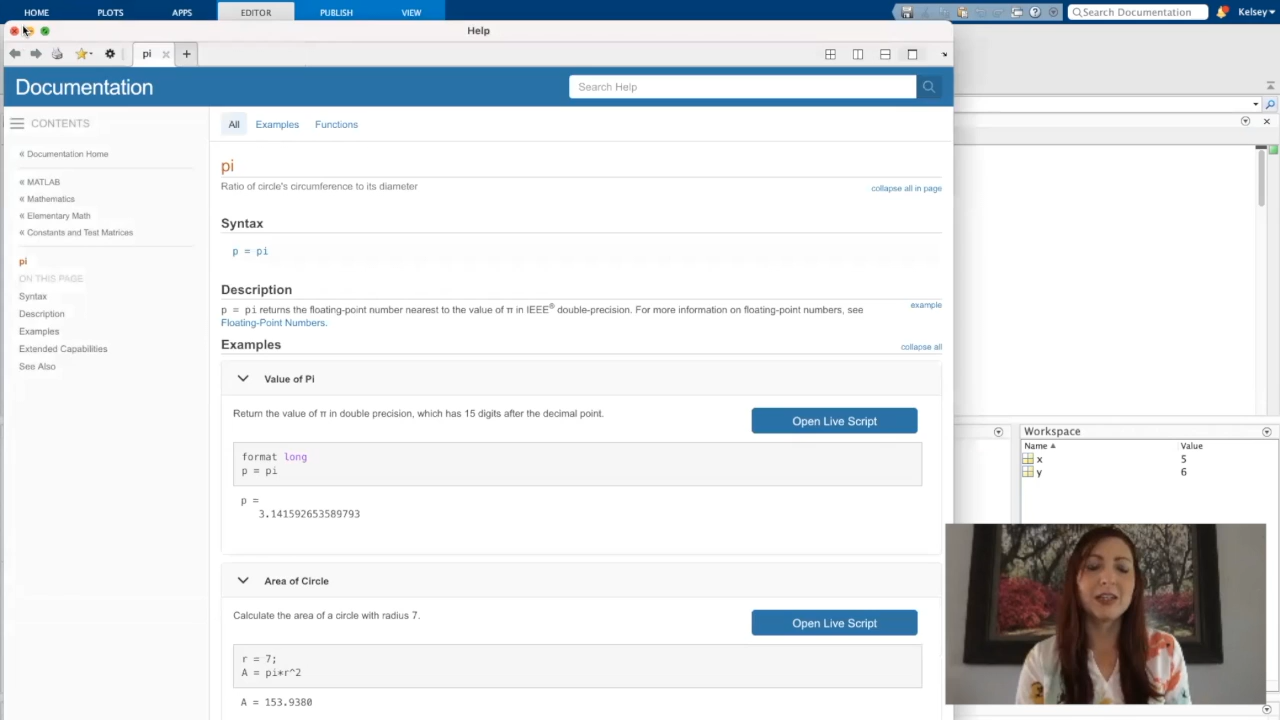 HOME PLOTS APPS EDITOR PUBLISH VIEW Search Documentation Kelsey
Help
pi
Documentation Search Help
CONTENTS
« Documentation Home
« MATLAB
« Mathematics
« Elementary Math
« Constants and Test Matrices
pi
ON THIS PAGE
Syntax
Description
Examples
Extended Capabilities
See Also
All Examples Functions
pi
Ratio of circle's circumference to its diameter
collapse all in page
Syntax
p = pi
Description
p = pi returns the floating-point number nearest to the value of π in IEEE® double-precision. For more information on floating-point numbers, see
Floating-Point Numbers.
example
Examples
collapse all
Value of Pi
Return the value of π in double precision, which has 15 digits after the decimal point.
Open Live Script
format long
p = pi
p =
3.141592653589793
Area of Circle
Calculate the area of a circle with radius 7.
Open Live Script
r = 7;
A = pi*r^2
A = 153.9380
Workspace
Name Value
x 5
y 6